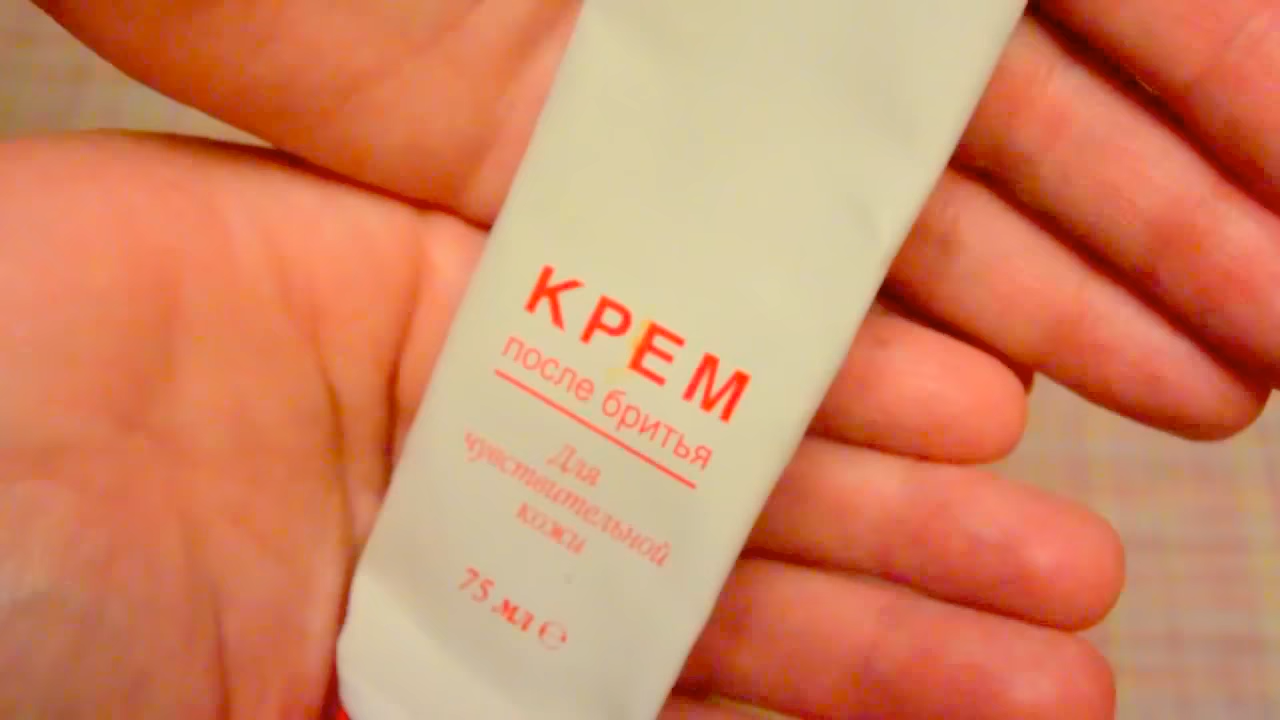 КРЕМ
после бритья
Для
чувствительной
кожи
75 мл ℮